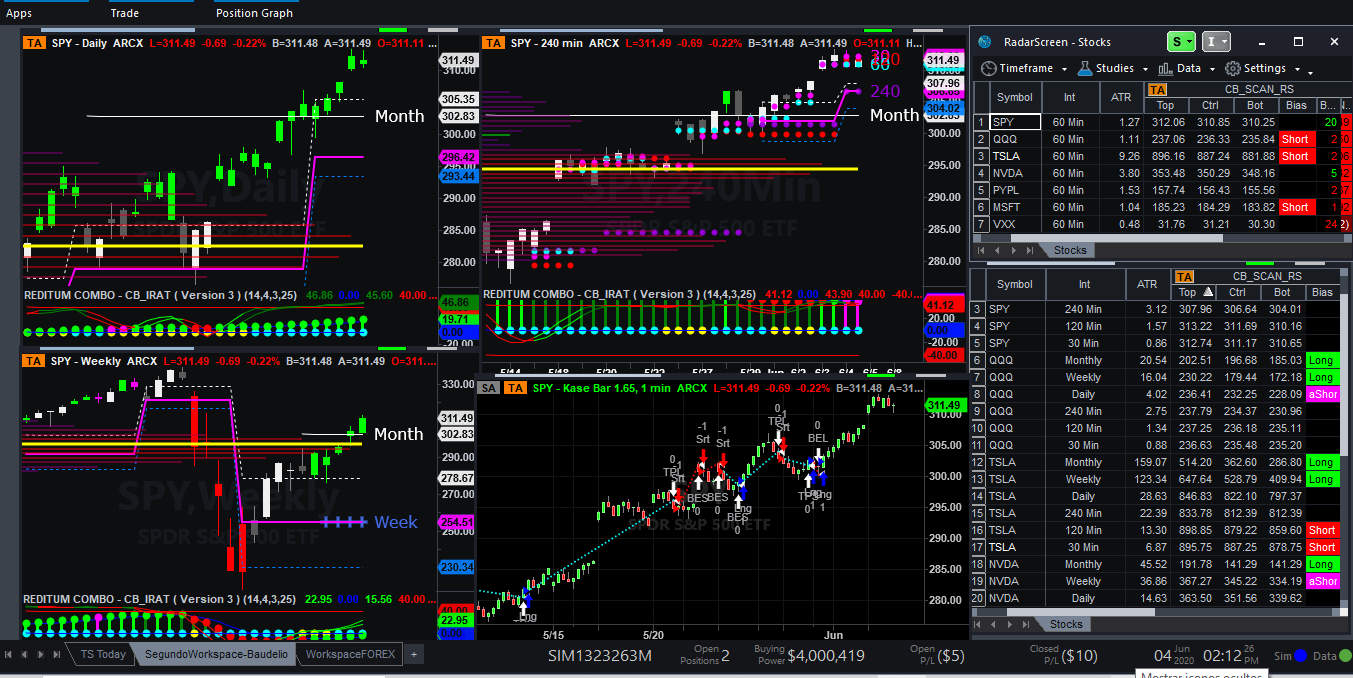 Apps Trade Position Graph
TA SPY - Daily ARCX L=311.49 -0.69 -0.22% B=311.48 A=311.49 O=311.11 ...
311.49
310.00
305.35
302.83
Month
300.00
296.42
295.00
293.44
290.00
285.00
280.00
SPY,Daily
SPDR S&P 500 ETF
REDITUM COMBO - CB_IRAT ( Version 3 ) (14,4,3,25) 46.86 0.00 45.60 40.00 ...
46.86
19.71
0.00
-20.00
TA SPY - Weekly ARCX L=311.49 -0.69 -0.22% B=311.48 A=311.49 O=311....
330.00
311.49
302.83
Month
290.00
278.67
270.00
254.51
Week
250.00
230.34
SPY,Weekly
SPDR S&P 500 ETF
REDITUM COMBO - CB_IRAT ( Version 3 ) (14,4,3,25) 22.95 0.00 15.56 40.00 ...
40.00
22.95
0.00
TA SPY - 240 min ARCX L=311.49 -0.69 -0.22% B=311.48 A=311.49 O=311.11 H...
311.49
307.96
304.02
302.83
Month
240
60
300.00
295.00
290.00
285.00
280.00
SPY,240Min
SPDR S&P 500 ETF
REDITUM COMBO - CB_IRAT ( Version 3 ) (14,4,3,25) 41.12 0.00 43.90 40.00 -40....
41.12
20.00
0.00
-20.00
-40.00
5/14 5/18 5/20 5/22 5/27 5/29 Jun 6/2 6/3 6/4 6/5 6/8
SA TA SPY - Kase Bar 1.65, 1 min ARCX L=311.49 -0.69 -0.22% B=311.48 A=31...
311.49
310.00
305.00
300.00
295.00
290.00
285.00
280.00
-1 Srt
-1 Srt
0 BEL
BES 0
BES 0
BES 0
5/15 5/20 Jun
RadarScreen - Stocks S I
Timeframe Studies Data Settings
TA CB_SCAN_RS
Symbol Int ATR Top Ctrl Bot Bias B...
1 SPY 60 Min 1.27 312.06 310.85 310.25 20
2 QQQ 60 Min 1.11 237.06 236.33 235.84 Short
3 TSLA 60 Min 9.26 896.16 887.24 881.88 Short
4 NVDA 60 Min 3.80 353.48 350.29 348.16 5
5 PYPL 60 Min 1.53 157.74 156.43 155.56
6 MSFT 60 Min 1.04 185.23 184.29 183.82 Short
7 VXX 60 Min 0.48 31.76 31.21 30.30 24
Stocks
TA CB_SCAN_RS
Symbol Int ATR Top Ctrl Bot Bias
3 SPY 240 Min 3.12 307.96 306.64 304.01
4 SPY 120 Min 1.57 313.22 311.69 310.16
5 SPY 30 Min 0.86 312.74 311.17 310.65
6 QQQ Monthly 20.54 202.51 196.68 185.03 Long
7 QQQ Weekly 16.04 230.22 179.44 172.18 Long
8 QQQ Daily 4.02 236.41 232.25 228.09 aShor
9 QQQ 240 Min 2.75 237.79 234.37 230.96
10 QQQ 120 Min 1.34 237.25 236.18 235.11
11 QQQ 30 Min 0.88 236.63 235.48 235.20
12 TSLA Monthly 159.07 514.20 362.60 286.80 Long
13 TSLA Weekly 123.34 647.64 528.79 409.94 Long
14 TSLA Daily 28.63 846.83 822.10 797.37
15 TSLA 240 Min 22.39 833.78 812.39 812.39
16 TSLA 120 Min 13.30 898.85 879.22 859.60 Short
17 TSLA 30 Min 6.87 895.75 887.25 878.75 Short
18 NVDA Monthly 45.52 191.78 141.29 141.29 Long
19 NVDA Weekly 36.86 367.27 345.22 334.19 aShor
20 NVDA Daily 14.63 363.50 351.56 339.62
Stocks
TS Today SegundoWorkspace-Baudelio WorkspaceFOREX +
SIM1323263M Open Positions 2 Buying Power $4,000,419 Open P/L ($5) Closed P/L ($10) 04 Jun 2020 02:12 26 PM Sim Data
Mostrar iconos ocultos